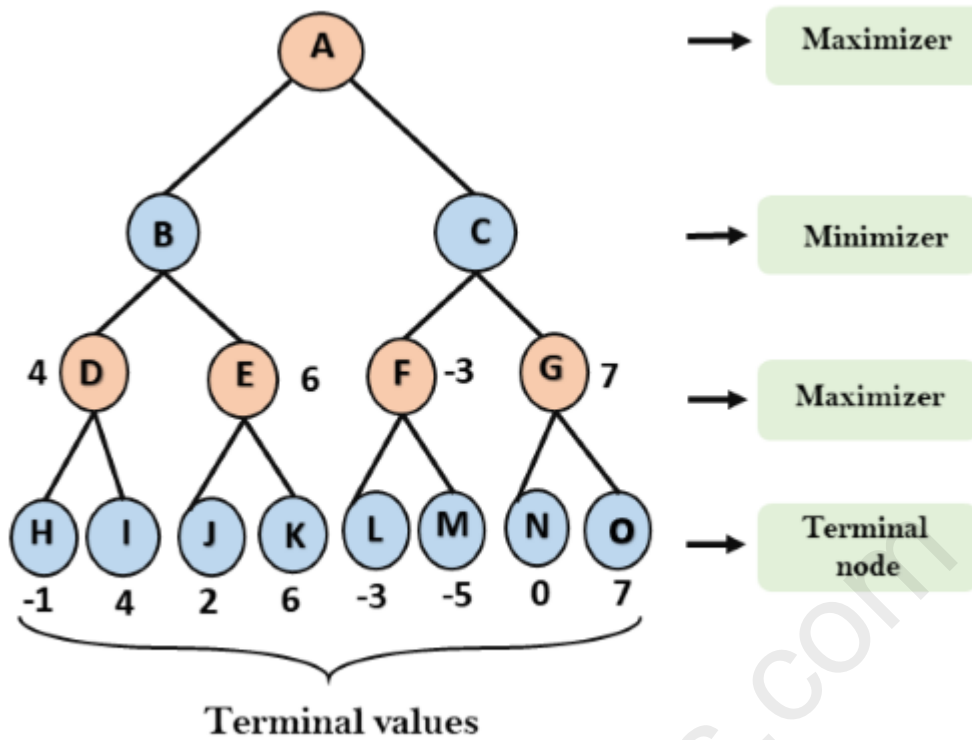 A
Maximizer
B
C
Minimizer
4
D
E
6
F
-3
G
7
Maximizer
H
I
J
K
L
M
N
O
Terminal
node
-1
4
2
6
-3
-5
0
7
Terminal values
s.com